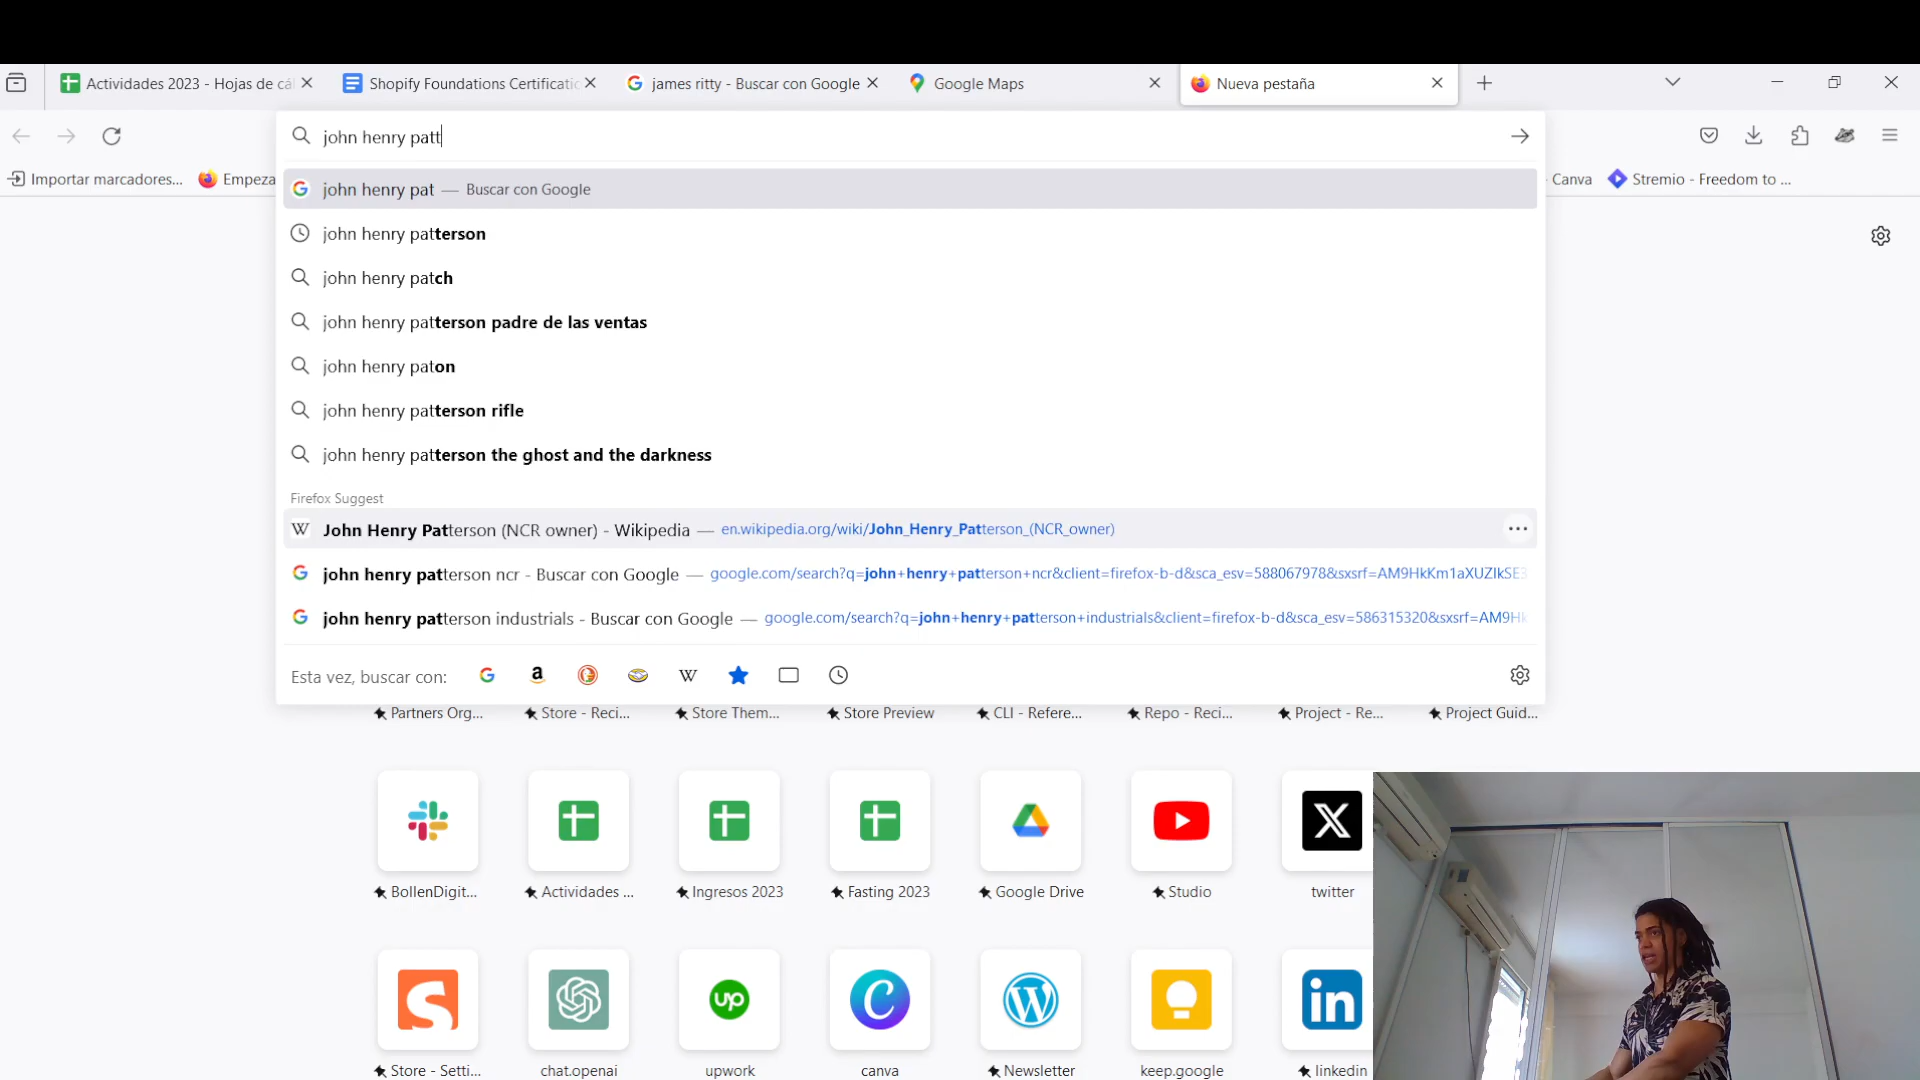 Actividades 2023 - Hojas de cál
Shopify Foundations Certificatic
james ritty - Buscar con Google
Google Maps
Nueva pestaña
john henry patt
Importar marcadores...
Empeza
Canva
Stremio - Freedom to ...
john henry pat — Buscar con Google
john henry patterson
john henry patch
john henry patterson padre de las ventas
john henry paton
john henry patterson rifle
john henry patterson the ghost and the darkness
Firefox Suggest
John Henry Patterson (NCR owner) - Wikipedia — en.wikipedia.org/wiki/John_Henry_Patterson_(NCR_owner)
john henry patterson ncr - Buscar con Google — google.com/search?q=john+henry+patterson+ncr&client=firefox-b-d&sca_esv=588067978&sxsrf=AM9HkKm1aXUZIkSE3
john henry patterson industrials - Buscar con Google — google.com/search?q=john+henry+patterson+industrials&client=firefox-b-d&sca_esv=586315320&sxsrf=AM9H
Esta vez, buscar con:
Partners Org...
Store - Reci...
Store Them...
Store Preview
CLI - Refere...
Repo - Reci...
Project - Re...
Project Guid...
BollenDigit...
Actividades ...
Ingresos 2023
Fasting 2023
Google Drive
Studio
twitter
up
in
Store - Setti...
chat.openai
upwork
canva
Newsletter
keep.google
linkedin